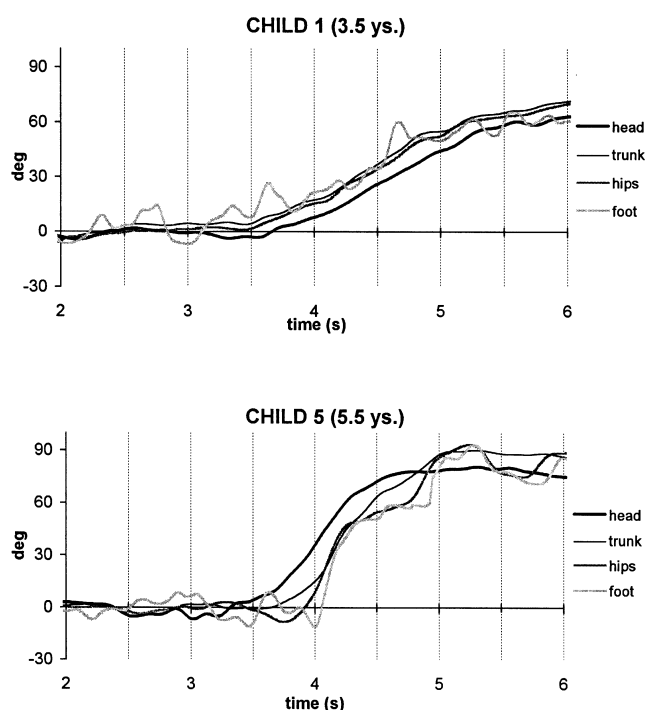 CHILD 1 (3.5 ys.)
90
60
30
0
-30
deg
2 3 4 5 6
time (s)
head
trunk
hips
foot
CHILD 5 (5.5 ys.)
90
60
30
0
-30
deg
2 3 4 5 6
time (s)
head
trunk
hips
foot